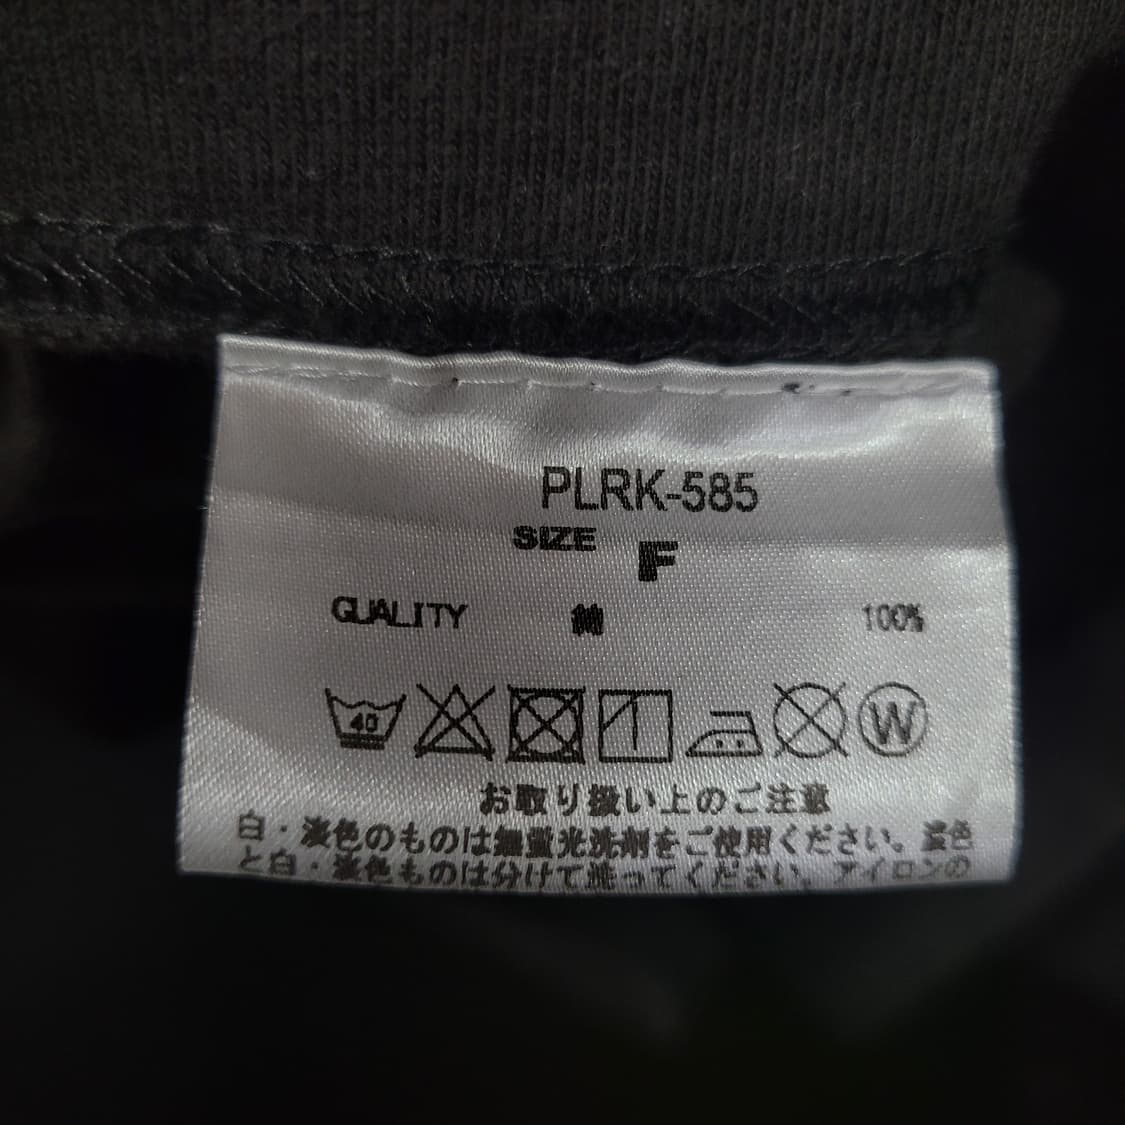 PLRK-585
SIZE F
QUALITY 綿 100%
40
W
お取り扱い上のご注意
白・淡色のものは無蛍光洗剤をご使用ください。濃色
と白・淡色ものは分けて洗ってください。アイロンの